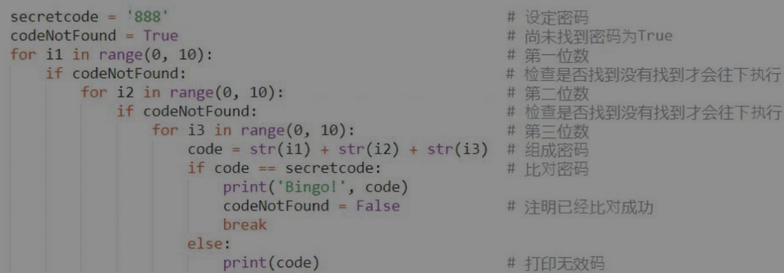 secretcode = '888' # 设定密码
codeNotFound = True # 尚未找到密码为True
for i1 in range(0, 10): # 第一位数
    if codeNotFound: # 检查是否找到没有找到才会往下执行
        for i2 in range(0, 10): # 第二位数
            if codeNotFound: # 检查是否找到没有找到才会往下执行
                for i3 in range(0, 10): # 第三位数
                    code = str(i1) + str(i2) + str(i3) # 组成密码
                    if code == secretcode: # 比对密码
                        print('Bingo!', code)
                        codeNotFound = False # 注明已经比对成功
                        break
                    else:
                        print(code) # 打印无效码